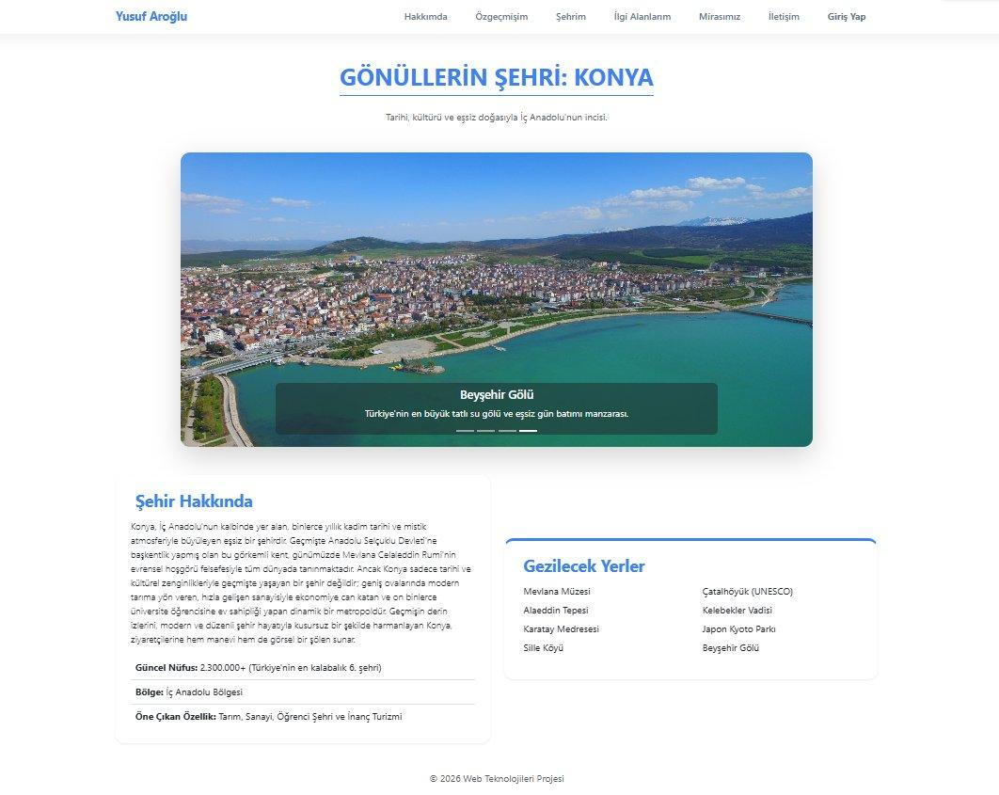 Yusuf Aroğlu
Hakkımda Özgeçmişim Şehrim İlgi Alanlarım Mirasımız İletişim Giriş Yap
GÖNÜLLERİN ŞEHRİ: KONYA
Tarihi, kültürü ve eşsiz doğasıyla İç Anadolu'nun incisi.
Beyşehir Gölü
Türkiye'nin en büyük tatlı su gölü ve eşsiz gün batımı manzarası.
Şehir Hakkında
Konya, İç Anadolu'nun kalbinde yer alan, binlerce yıllık kadim tarihi ve mistik
atmosferiyle büyüleyen eşsiz bir şehirdir. Geçmişte Anadolu Selçuklu Devleti'ne
başkentlik yapmış olan bu görkemli kent, günümüzde Mevlana Celaleddin Rumi'nin
evrensel hoşgörü felsefesiyle tüm dünyada tanınmaktadır. Ancak Konya sadece tarihi ve
kültürel zenginlikleriyle geçmişte yaşayan bir şehir değildir; geniş ovalarında modern
tarıma yön veren, hızla gelişen sanayisiyle ekonomiye can katan ve on binlerce
üniversite öğrencisine ev sahipliği yapan dinamik bir metropoldür. Geçmişin derin
izlerini, modern ve düzenli şehir hayatıyla kusursuz bir şekilde harmanlayan Konya,
ziyaretçilerine hem manevi hem de görsel bir şölen sunar.
Güncel Nüfus: 2.300.000+ (Türkiye'nin en kalabalık 6. şehri)
Bölge: İç Anadolu Bölgesi
Öne Çıkan Özellik: Tarım, Sanayi, Öğrenci Şehri ve İnanç Turizmi
Gezilecek Yerler
Mevlana Müzesi
Alaeddin Tepesi
Karatay Medresesi
Sille Köyü
Çatalhöyük (UNESCO)
Kelebekler Vadisi
Japon Kyoto Parkı
Beyşehir Gölü
© 2026 Web Teknolojileri Projesi